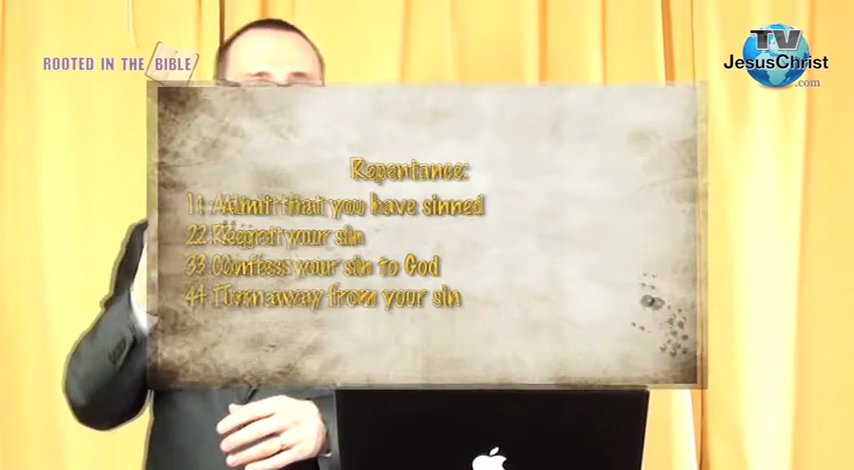 ROOTED IN THE BIBLE
TV
JesusChrist
.com
Repentance:
1 Admit that you have sinned
2 Regret your sin
3 Confess your sin to God
4 Turn away from your sin